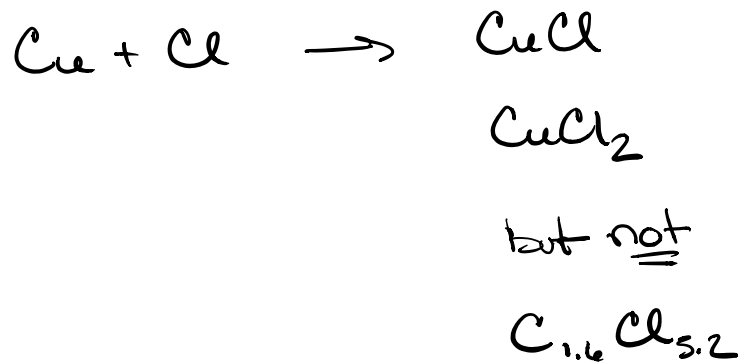 Cu + Cl → CuCl
CuCl₂
but not
C₁.₆Cl₅.₂